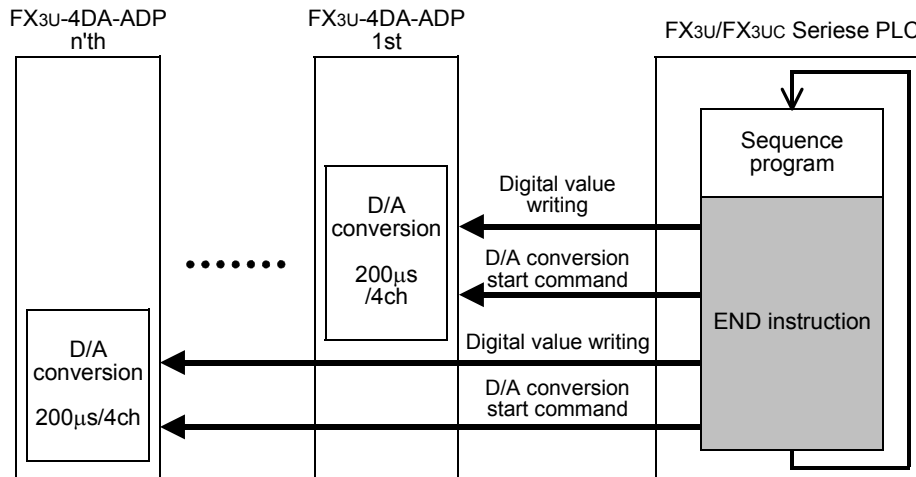 FX3U-4DA-ADP
n'th
FX3U-4DA-ADP
1st
FX3U/FX3UC Seriese PLC
Sequence
program
Digital value
writing
D/A
conversion
200μs
/4ch
D/A conversion
start command
END instruction
Digital value writing
D/A
conversion
200μs/4ch
D/A conversion
start command